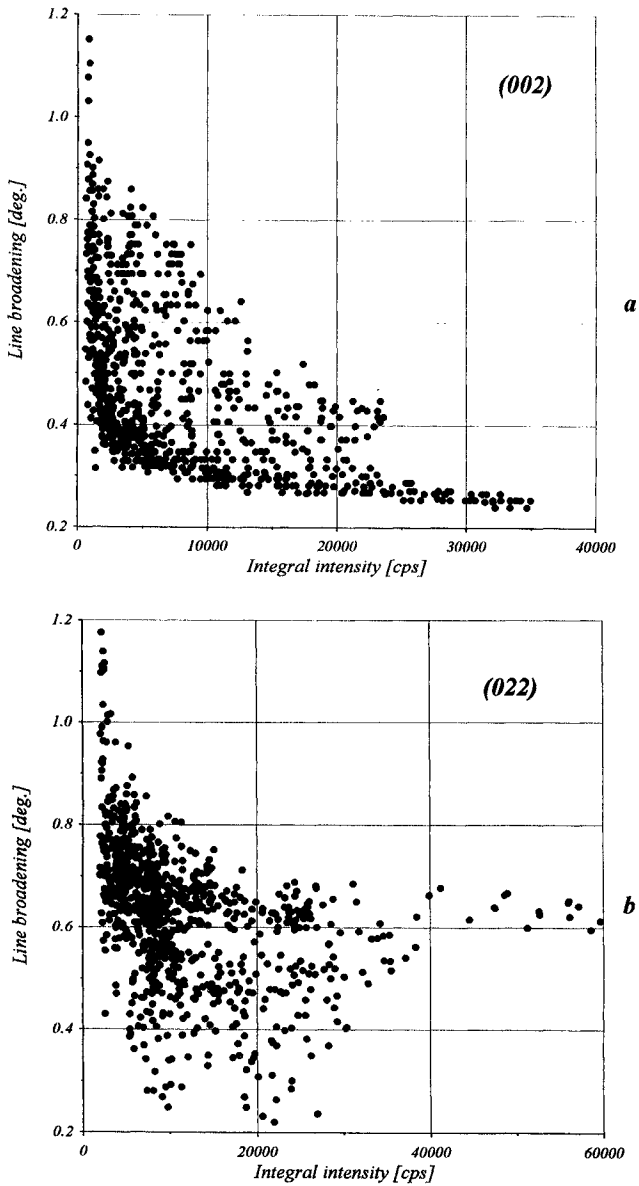 1.2
1.0
0.8
0.6
0.4
0.2
Line broadening [deg.]
(002)
a
0 10000 20000 30000 40000
Integral intensity [cps]
1.2
1.0
0.8
0.6
0.4
0.2
Line broadening [deg.]
(022)
b
0 20000 40000 60000
Integral intensity [cps]